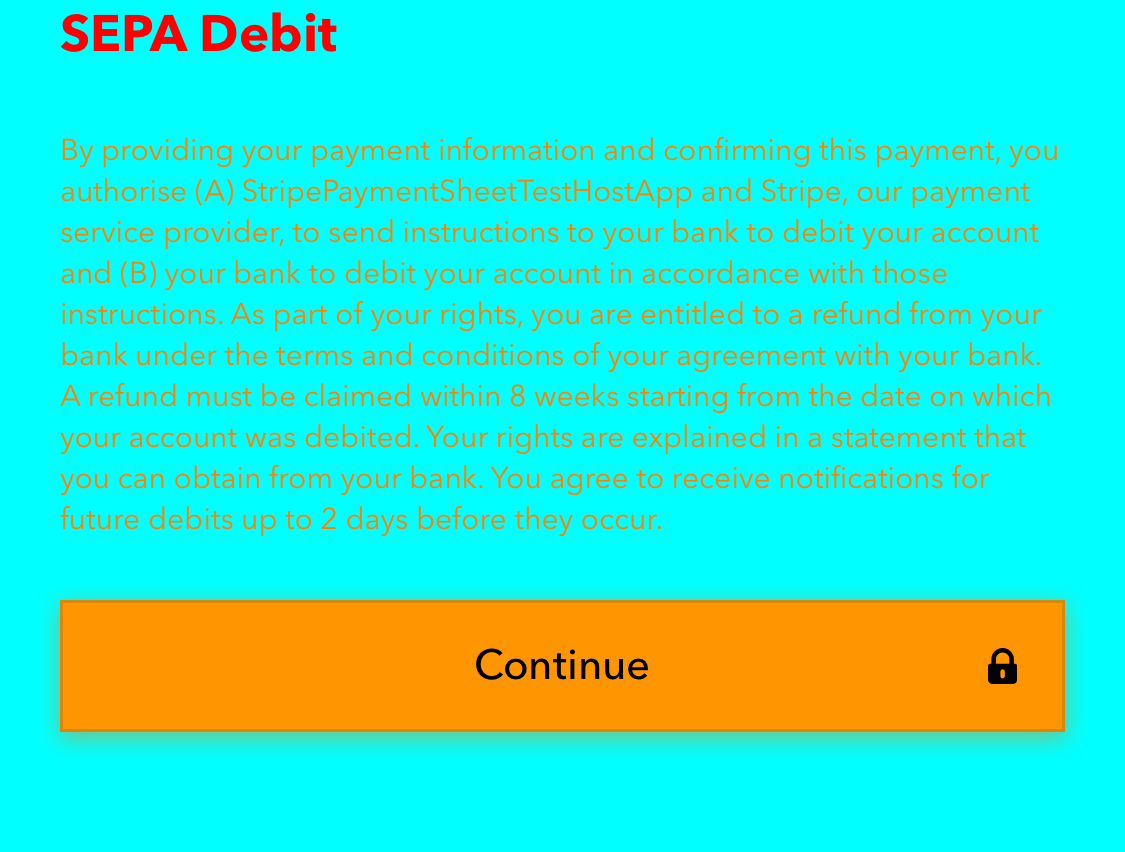 SEPA Debit
By providing your payment information and confirming this payment, you
authorise (A) StripePaymentSheetTestHostApp and Stripe, our payment
service provider, to send instructions to your bank to debit your account
and (B) your bank to debit your account in accordance with those
instructions. As part of your rights, you are entitled to a refund from your
bank under the terms and conditions of your agreement with your bank.
A refund must be claimed within 8 weeks starting from the date on which
your account was debited. Your rights are explained in a statement that
you can obtain from your bank. You agree to receive notifications for
future debits up to 2 days before they occur.
Continue